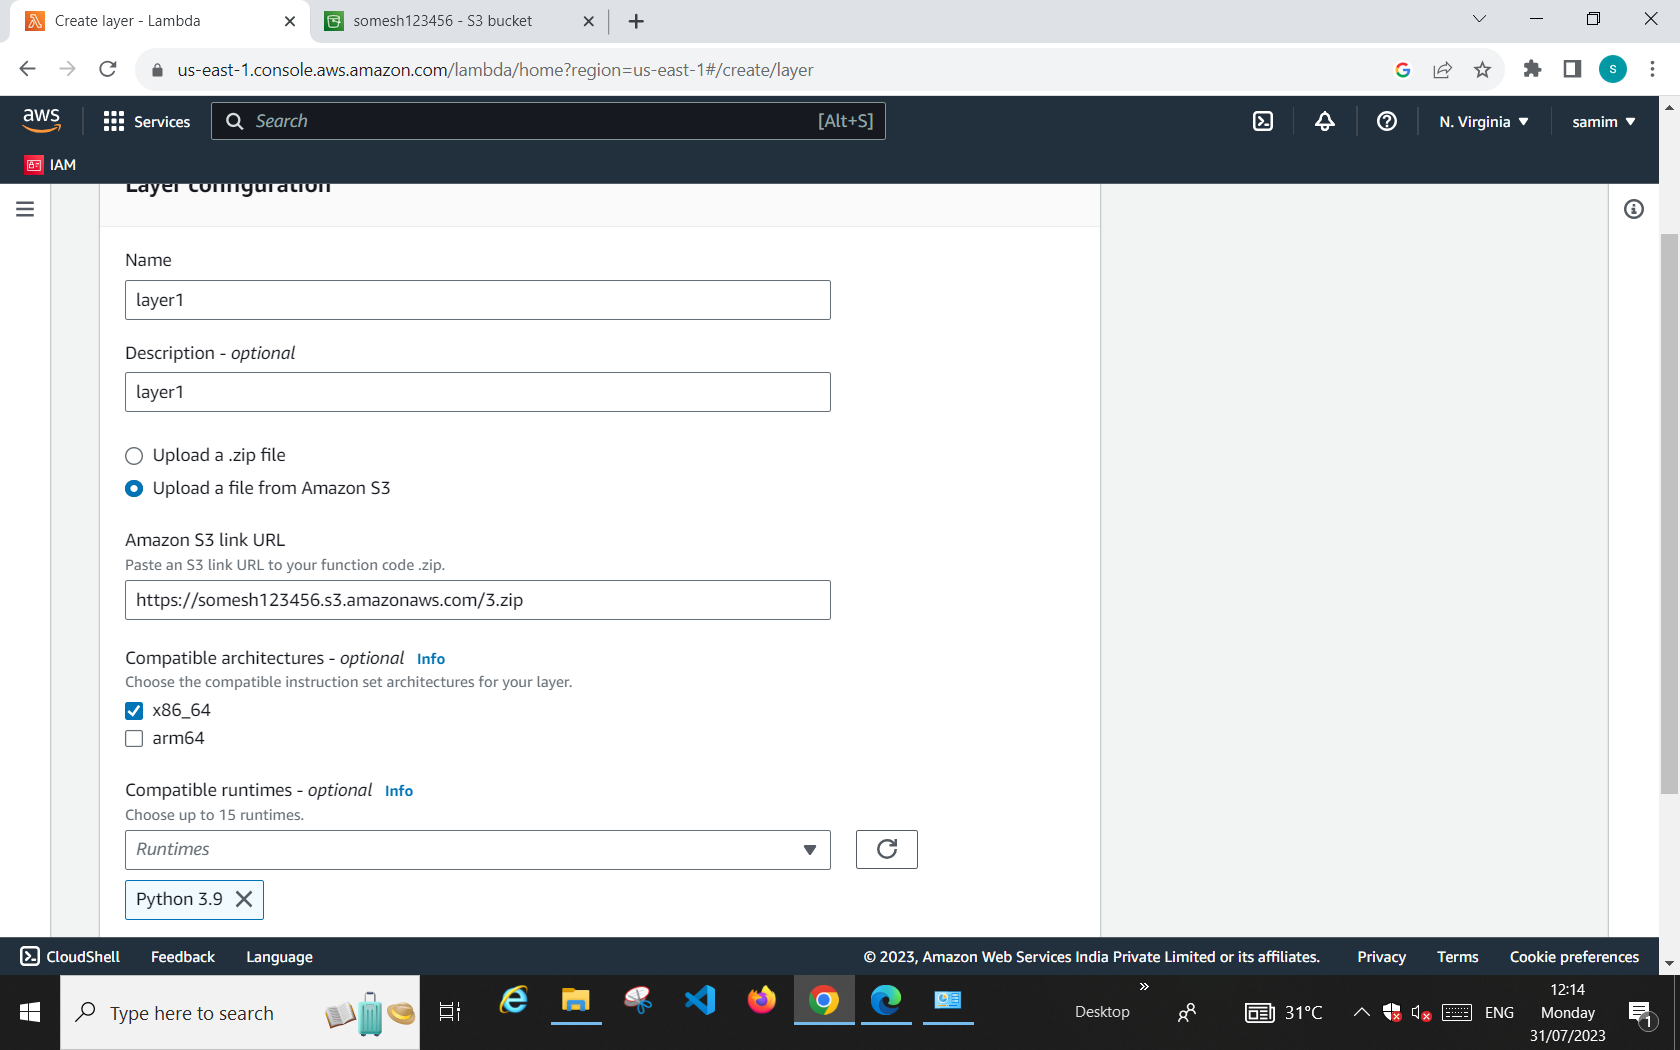 Create layer - Lambda
somesh123456 - S3 bucket
us-east-1.console.aws.amazon.com/lambda/home?region=us-east-1#/create/layer
S
aws
Services
Search
[Alt+S]
N. Virginia
samim
IAM
Layer configuration
Name
layer1
Description - optional
layer1
Upload a .zip file
Upload a file from Amazon S3
Amazon S3 link URL
Paste an S3 link URL to your function code .zip.
https://somesh123456.s3.amazonaws.com/3.zip
Compatible architectures - optional Info
Choose the compatible instruction set architectures for your layer.
x86_64
arm64
Compatible runtimes - optional Info
Choose up to 15 runtimes.
Runtimes
Python 3.9
CloudShell Feedback Language © 2023, Amazon Web Services India Private Limited or its affiliates. Privacy Terms Cookie preferences
Type here to search
Desktop
»
31°C
ENG
12:14
Monday
31/07/2023
1